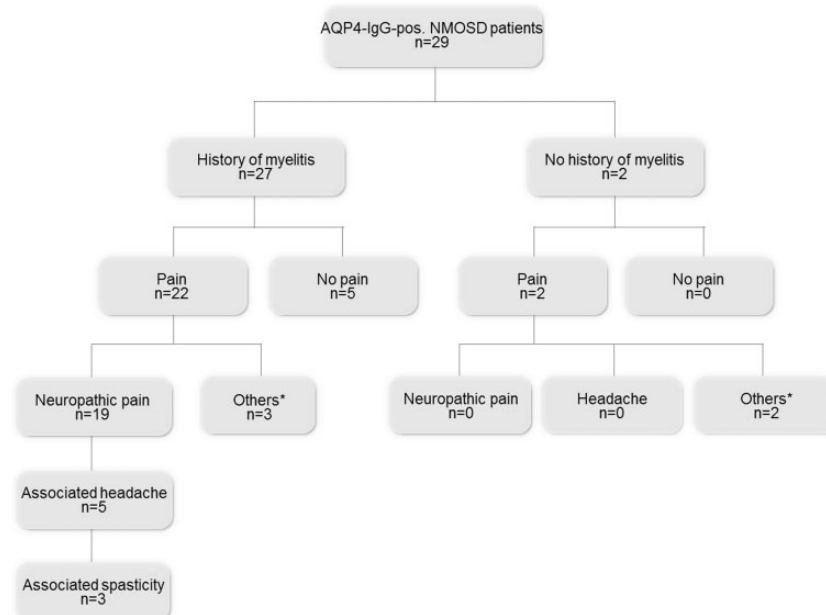 AQP4-IgG-pos. NMOSD patients
n=29
History of myelitis
n=27
No history of myelitis
n=2
Pain
n=22
No pain
n=5
Pain
n=2
No pain
n=0
Neuropathic pain
n=19
Others*
n=3
Neuropathic pain
n=0
Headache
n=0
Others*
n=2
Associated headache
n=5
Associated spasticity
n=3